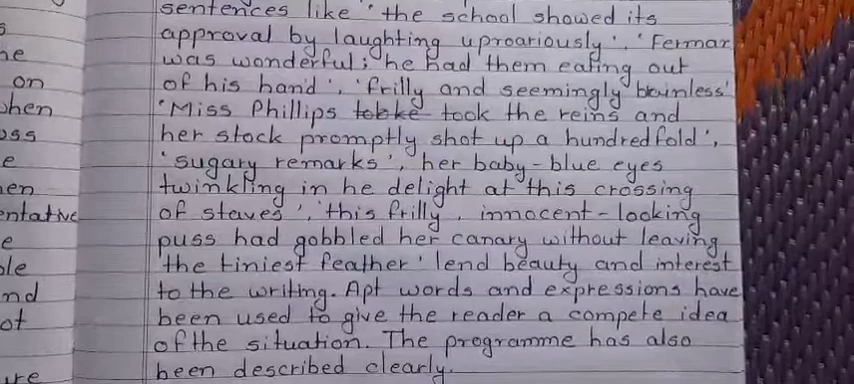 sentences like 'the school showed its
approval by laughting uproariously', 'Fermar
was wonderful; he had them eating out
of his hand', 'frilly and seemingly brainless'
'Miss Phillips took the reins and
her stock promptly shot up a hundredfold',
'sugary remarks', her baby-blue eyes
twinkling in he delight at this crossing
of staves', 'this frilly, innocent-looking
puss had gobbled her canary without leaving
the tiniest feather' lend beauty and interest
to the writing. Apt words and expressions have
been used to give the reader a compete idea
of the situation. The programme has also
been described clearly.
on
e
nd